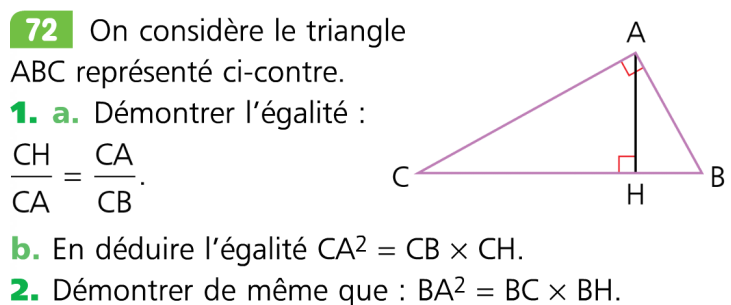 72 On considère le triangle
ABC représenté ci-contre.
1. a. Démontrer l'égalité :
CH/CA = CA/CB.
b. En déduire l'égalité CA² = CB × CH.
2. Démontrer de même que : BA² = BC × BH.
A
C
B
H